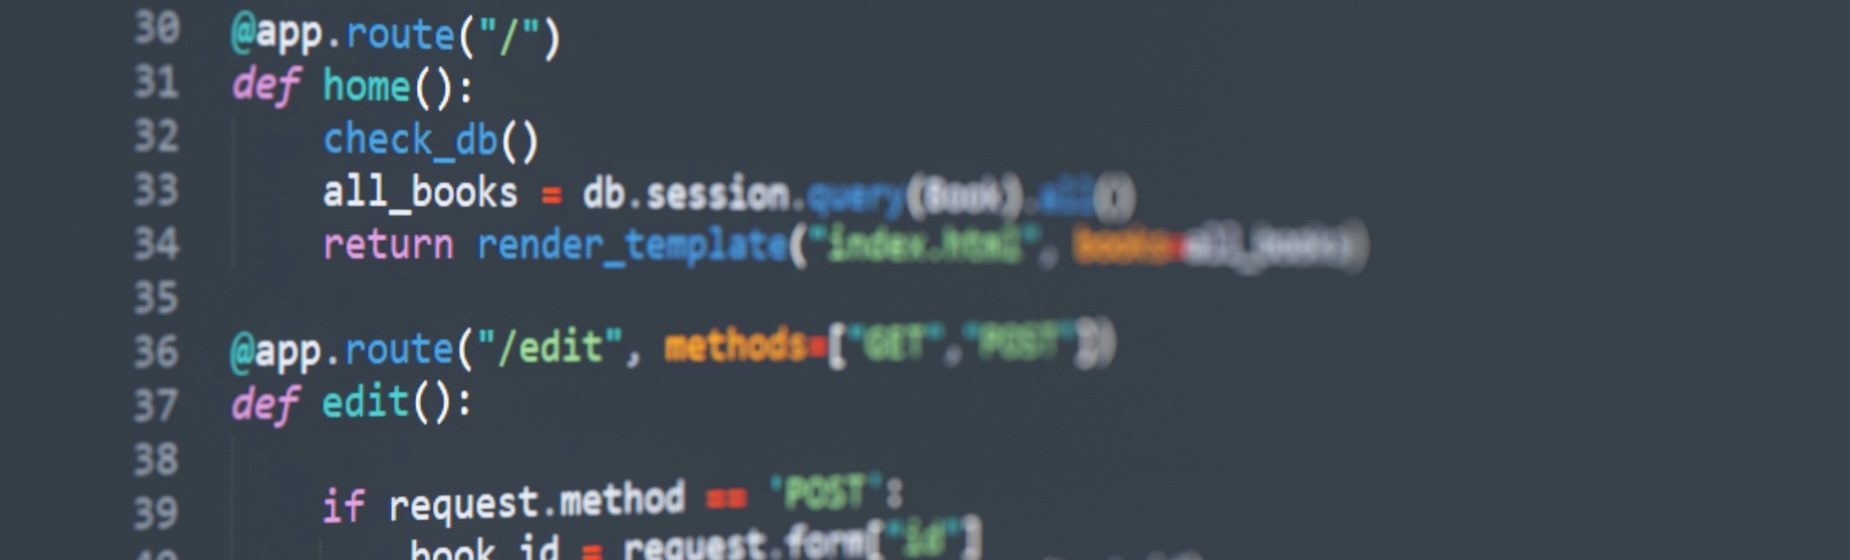 30 @app.route("/")
31 def home():
32 check_db()
33 all_books = db.session.query(Book).all()
34 return render_template("index.html", books=all_books)
35
36 @app.route("/edit", methods=["GET","POST"])
37 def edit():
38
39 if request.method == 'POST':
40 book_id = request.form["id"]